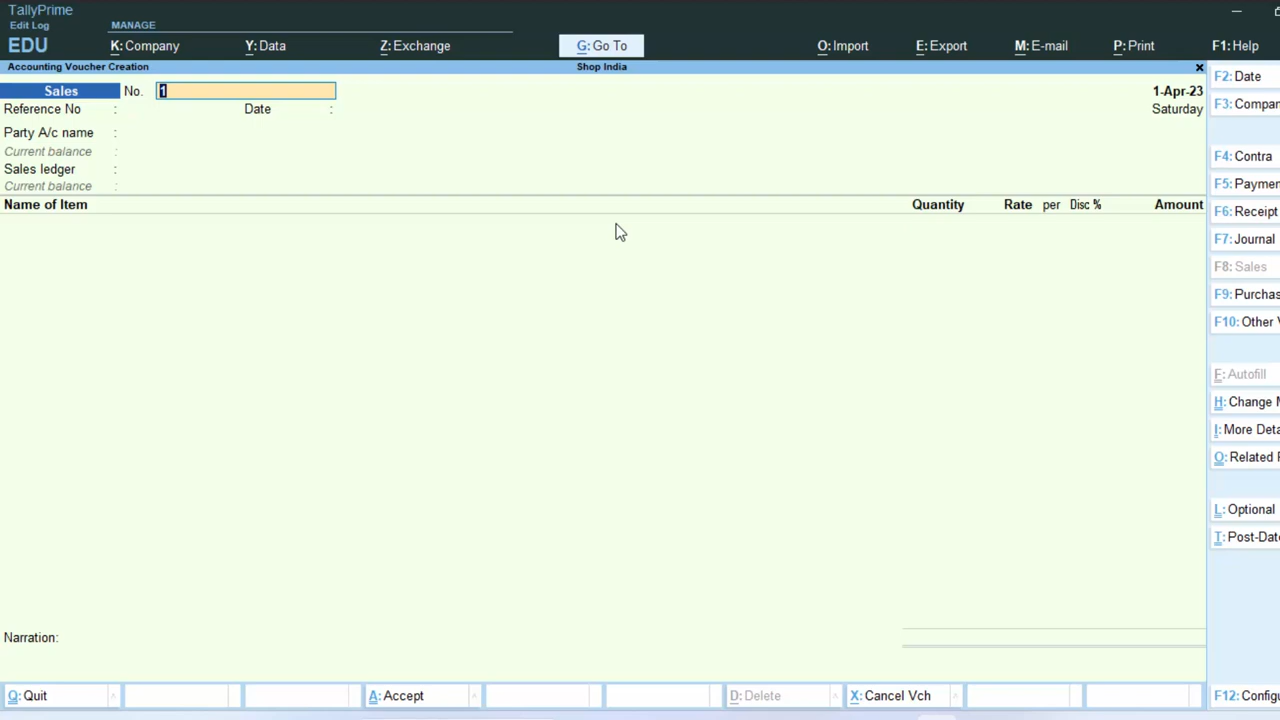 TallyPrime
Edit Log
EDU
MANAGE
K: Company
Y: Data
Z: Exchange
G: Go To
O: Import
E: Export
M: E-mail
P: Print
F1: Help
Accounting Voucher Creation
Shop India
Sales No. 1
1-Apr-23
Reference No : Date :
Saturday
Party A/c name :
Current balance :
Sales ledger :
Current balance :
Name of Item Quantity Rate per Disc % Amount
Narration:
F2: Date
F3: Compan
F4: Contra
F5: Paymen
F6: Receipt
F7: Journal
F8: Sales
F9: Purchas
F10: Other V
F: Autofill
H: Change M
I: More Deta
O: Related R
L: Optional
T: Post-Date
F12: Configu
Q: Quit
A: Accept
D: Delete
X: Cancel Vch